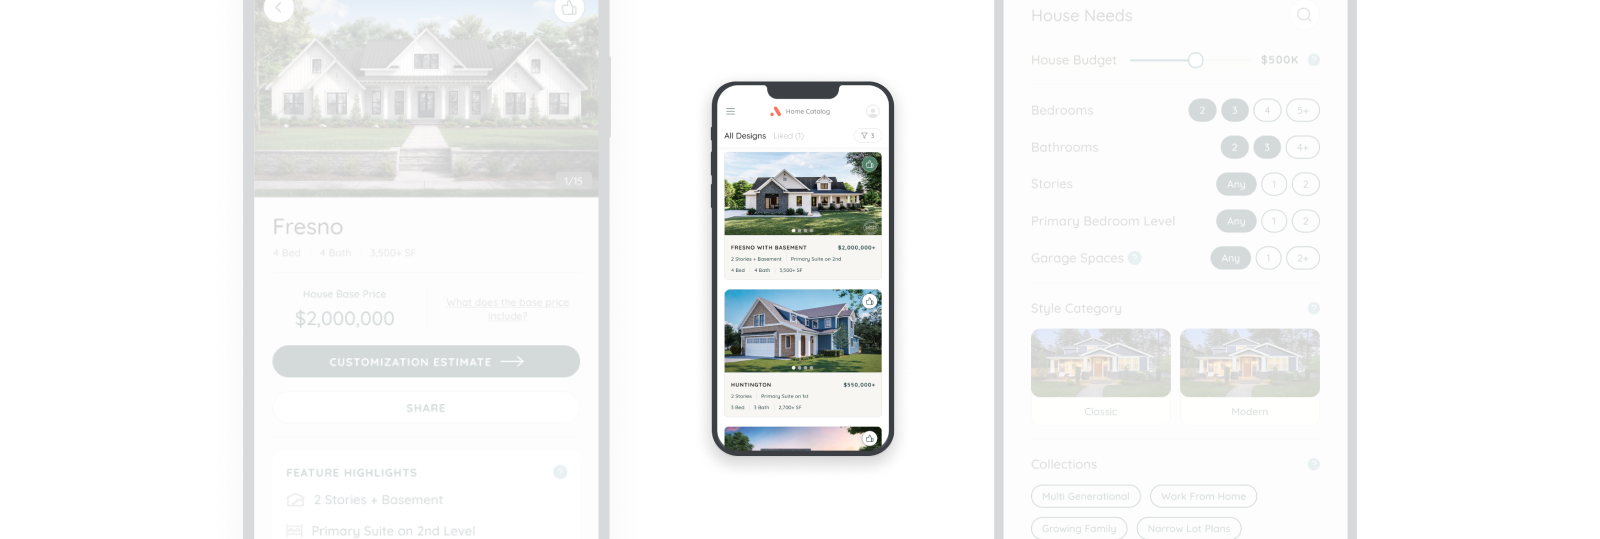 1/15
Fresno
4 Bed | 4 Bath | 3,500+ SF
House Base Price
$2,000,000
What does the base price
include?
CUSTOMIZATION ESTIMATE
SHARE
FEATURE HIGHLIGHTS
2 Stories + Basement
Primary Suite on 2nd Level
Home Catalog
All Designs Liked (1) 3
FRESNO WITH BASEMENT $2,000,000+
2 Stories + Basement | Primary Suite on 2nd
4 Bed | 4 Bath | 3,500+ SF
HUNTINGTON $550,000+
2 Stories | Primary Suite on 1st
3 Bed | 3 Bath | 2,700+ SF
House Needs
House Budget $500K ?
Bedrooms 2 3 4 5+
Bathrooms 2 3 4+
Stories Any 1 2
Primary Bedroom Level Any 1 2
Garage Spaces ? Any 1 2+
Style Category ?
Classic Modern
Collections ?
Multi Generational Work From Home
Growing Family Narrow Lot Plans